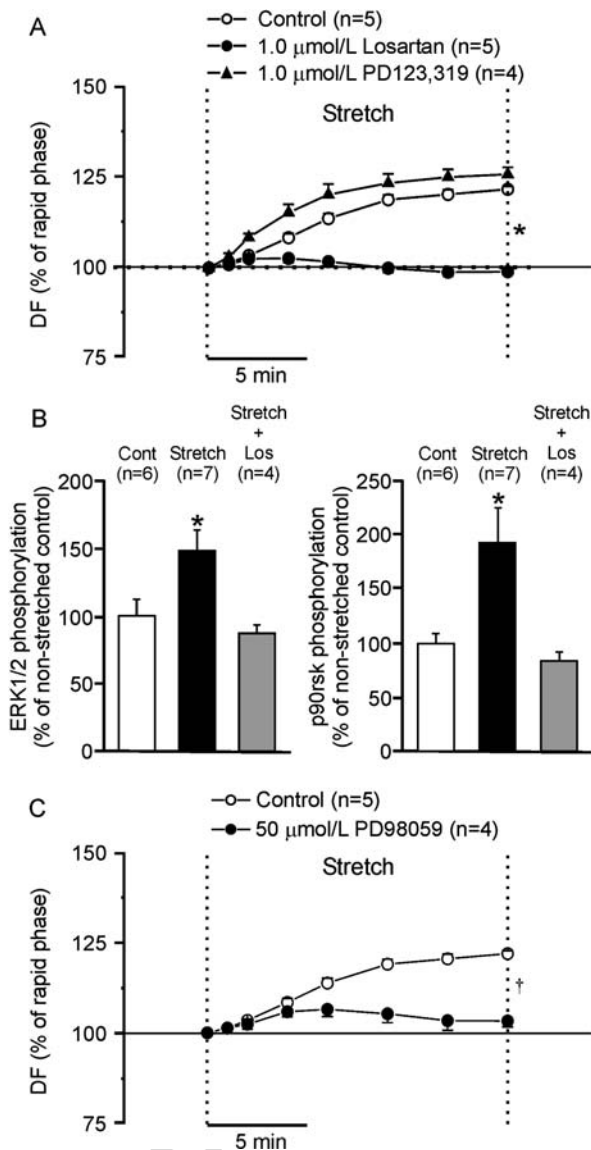 A
Control (n=5)
1.0 μmol/L Losartan (n=5)
1.0 μmol/L PD123,319 (n=4)
Stretch
DF (% of rapid phase)
150
125
100
75
*
5 min
B
Cont
(n=6)
Stretch
(n=7)
Stretch
+
Los
(n=4)
ERK1/2 phosphorylation
(% of non-stretched control)
200
150
100
50
0
*
Cont
(n=6)
Stretch
(n=7)
Stretch
+
Los
(n=4)
p90rsk phosphorylation
(% of non-stretched control)
250
200
150
100
50
0
*
C
Control (n=5)
50 μmol/L PD98059 (n=4)
Stretch
DF (% of rapid phase)
150
125
100
75
†
5 min